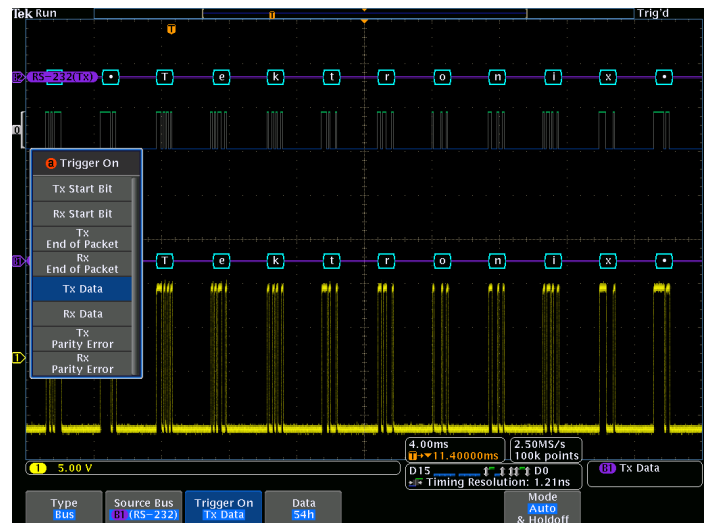 Tek Run Trig'd
T
T
B2 RS-232(Tx) • T e k t r o n i x •
D
a Trigger On
Tx Start Bit
Rx Start Bit
Tx
End of Packet
Rx
End of Packet
Tx Data
Rx Data
Tx
Parity Error
Rx
Parity Error
B1 T e k t r o n i x •
1
4.00ms
T→▼11.40000ms
2.50MS/s
100k points
1 5.00 V
D15 D0
Timing Resolution: 1.21ns
B1 Tx Data
Type
Bus
Source Bus
B1 (RS-232)
Trigger On
Tx Data
Data
54h
Mode
Auto
& Holdoff